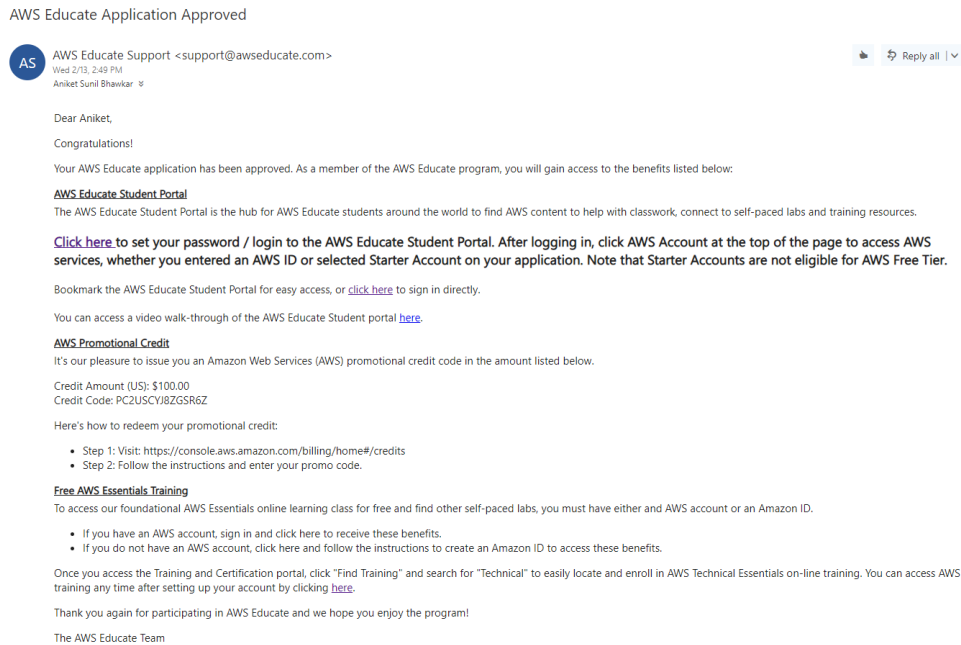 AWS Educate Application Approved
AS
AWS Educate Support <support@awseducate.com>
Wed 2/13, 2:49 PM
Aniket Sunil Bhawkar
Reply all
Dear Aniket,
Congratulations!
Your AWS Educate application has been approved. As a member of the AWS Educate program, you will gain access to the benefits listed below:
AWS Educate Student Portal
The AWS Educate Student Portal is the hub for AWS Educate students around the world to find AWS content to help with classwork, connect to self-paced labs and training resources.
Click here to set your password / login to the AWS Educate Student Portal. After logging in, click AWS Account at the top of the page to access AWS
services, whether you entered an AWS ID or selected Starter Account on your application. Note that Starter Accounts are not eligible for AWS Free Tier.
Bookmark the AWS Educate Student Portal for easy access, or click here to sign in directly.
You can access a video walk-through of the AWS Educate Student portal here.
AWS Promotional Credit
It's our pleasure to issue you an Amazon Web Services (AWS) promotional credit code in the amount listed below.
Credit Amount (US): $100.00
Credit Code: PC2USCYJ8ZGSR6Z
Here's how to redeem your promotional credit:
• Step 1: Visit: https://console.aws.amazon.com/billing/home#/credits
• Step 2: Follow the instructions and enter your promo code.
Free AWS Essentials Training
To access our foundational AWS Essentials online learning class for free and find other self-paced labs, you must have either and AWS account or an Amazon ID.
• If you have an AWS account, sign in and click here to receive these benefits.
• If you do not have an AWS account, click here and follow the instructions to create an Amazon ID to access these benefits.
Once you access the Training and Certification portal, click "Find Training" and search for "Technical" to easily locate and enroll in AWS Technical Essentials on-line training. You can access AWS
training any time after setting up your account by clicking here.
Thank you again for participating in AWS Educate and we hope you enjoy the program!
The AWS Educate Team